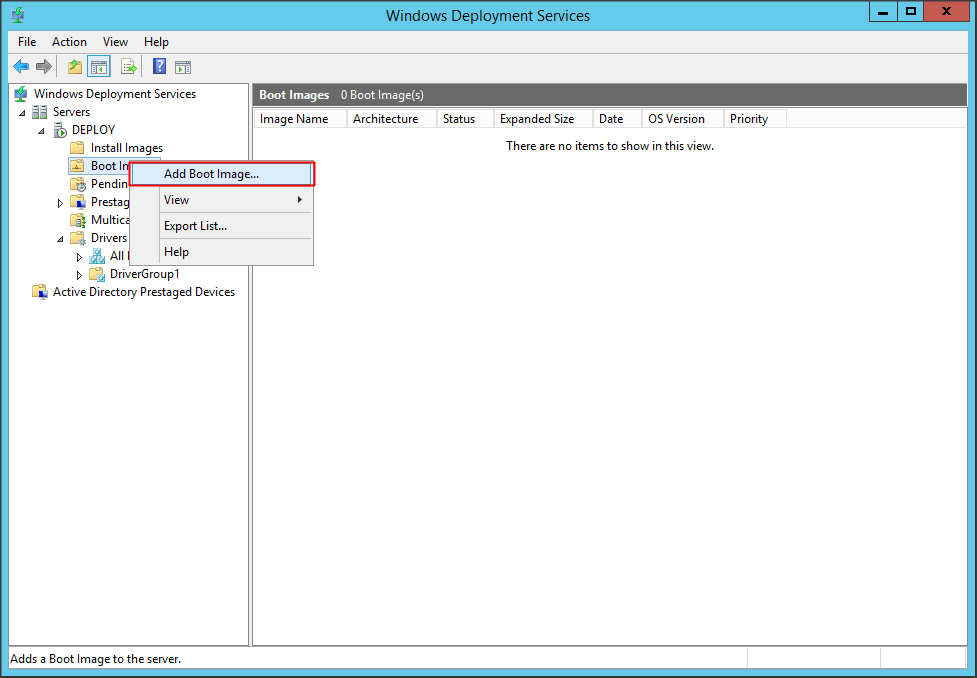 Windows Deployment Services
File Action View Help
Windows Deployment Services
Servers
DEPLOY
Install Images
Boot Im
Pendin
Prestag
Multica
Drivers
All
DriverGroup1
Active Directory Prestaged Devices
Add Boot Image...
View
Export List...
Help
Boot Images 0 Boot Image(s)
Image Name Architecture Status Expanded Size Date OS Version Priority
There are no items to show in this view.
Adds a Boot Image to the server.